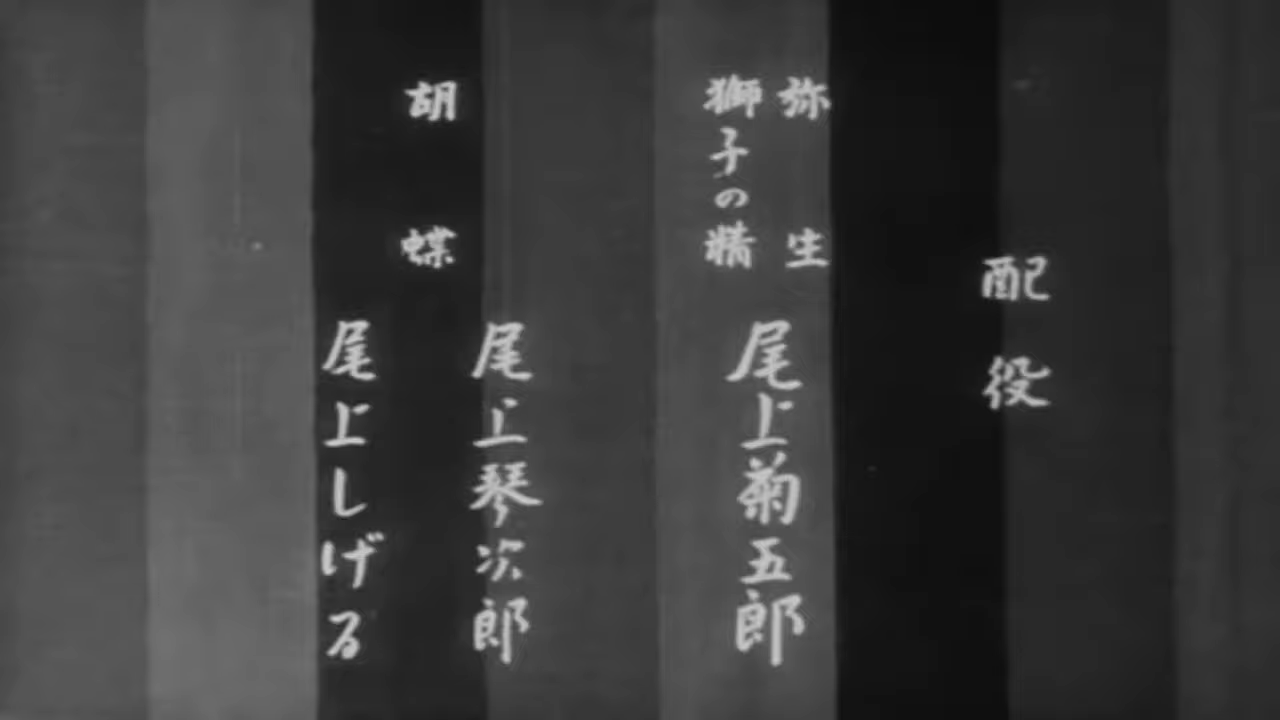 配役
弥生
獅子の精
尾上菊五郎
胡蝶
尾上琴次郎
尾上しげる